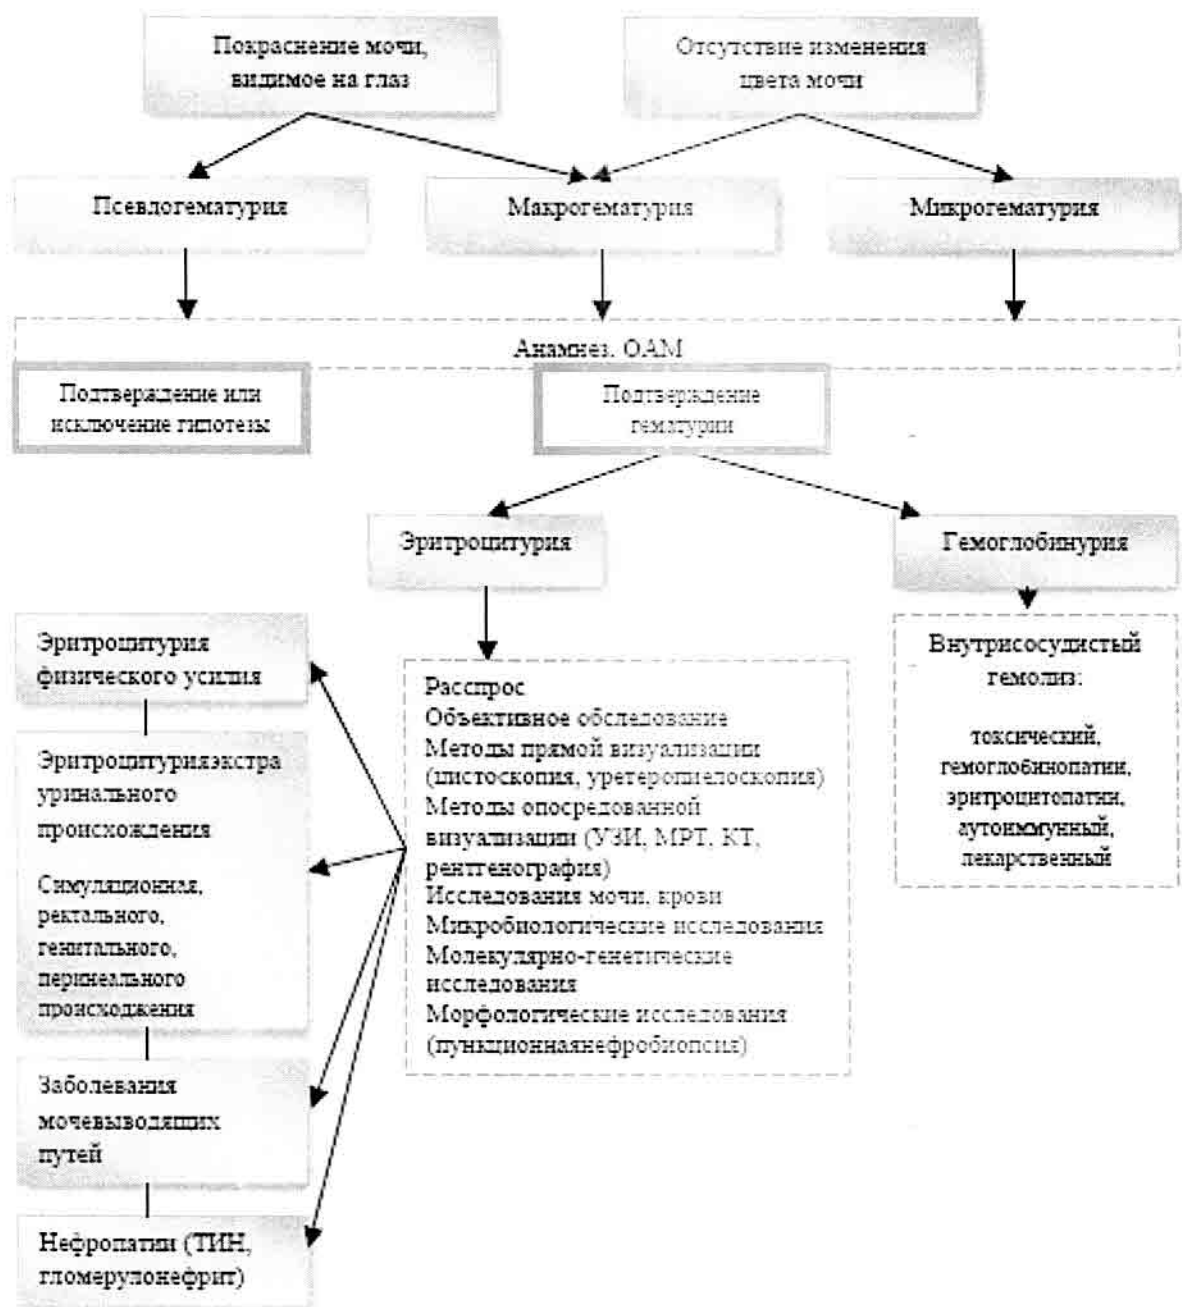 Покраснение мочи,
видимое на глаз
Отсутствие изменения
цвета мочи
Псевдогематурия
Макрогематурия
Микрогематурия
Анамнез. ОАМ
Подтверждение или
исключение гипотезы
Подтверждение
гематурии
Эритроцитурия
Гемоглобинурия
Эритроцитурия
физического усилия
Эритроцитурияэкстра
уринального
происхождения
Симуляционная,
ректального,
генитального,
перинеального
происхождения
Заболевания
мочевыводящих
путей
Нефропатии (ТИН,
гломерулонефрит)
Расспрос
Объективное обследование
Методы прямой визуализации
(цистоскопия, уретеропиелоскопия)
Методы опосредованной
визуализации (УЗИ, МРТ, КТ,
рентгенография)
Исследования мочи, крови
Микробиологические исследования
Молекулярно-генетические
исследования
Морфологические исследования
(пункционнаянефробиопсия)
Внутрисосудистый
гемолиз:
токсический,
гемоглобинопатии,
эритроцитопатии,
аутоиммунный,
лекарственный